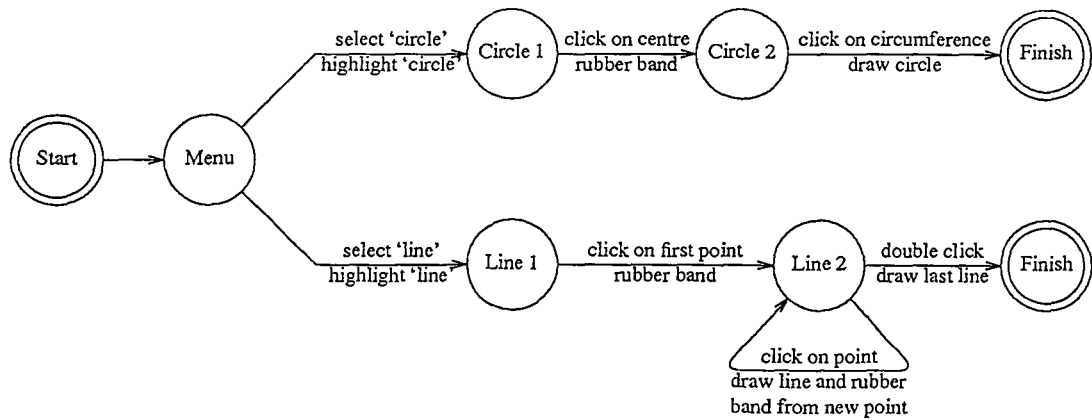 Start
Menu
select ‘circle’
highlight ‘circle’
Circle 1
click on centre
rubber band
Circle 2
click on circumference
draw circle
Finish
select ‘line’
highlight ‘line’
Line 1
click on first point
rubber band
Line 2
double click
draw last line
Finish
click on point
draw line and rubber
band from new point